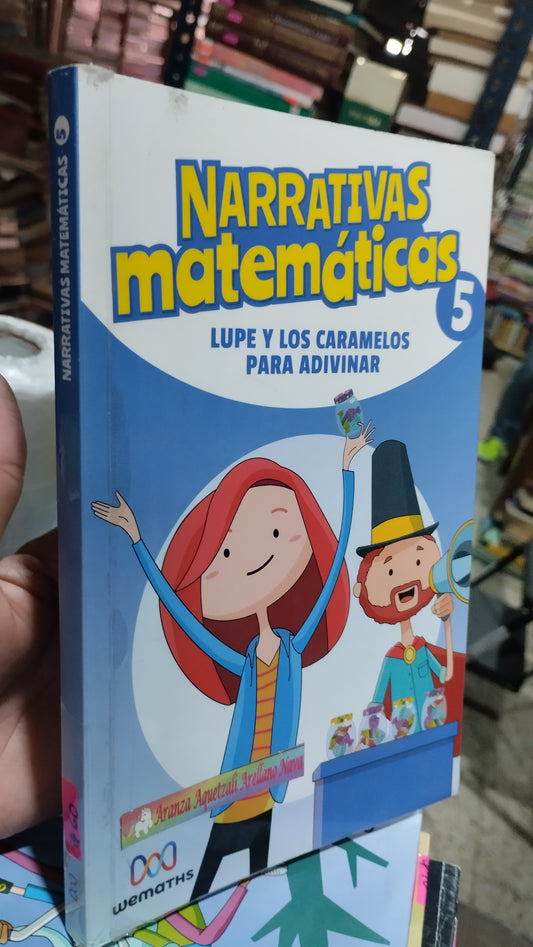 NARRATIVAS
matemáticas
5
LUPE Y LOS CARAMELOS
PARA ADIVINAR
Aranza Aquetzali Arellano Nava
wemaths
NARRATIVAS MATEMÁTICAS 5